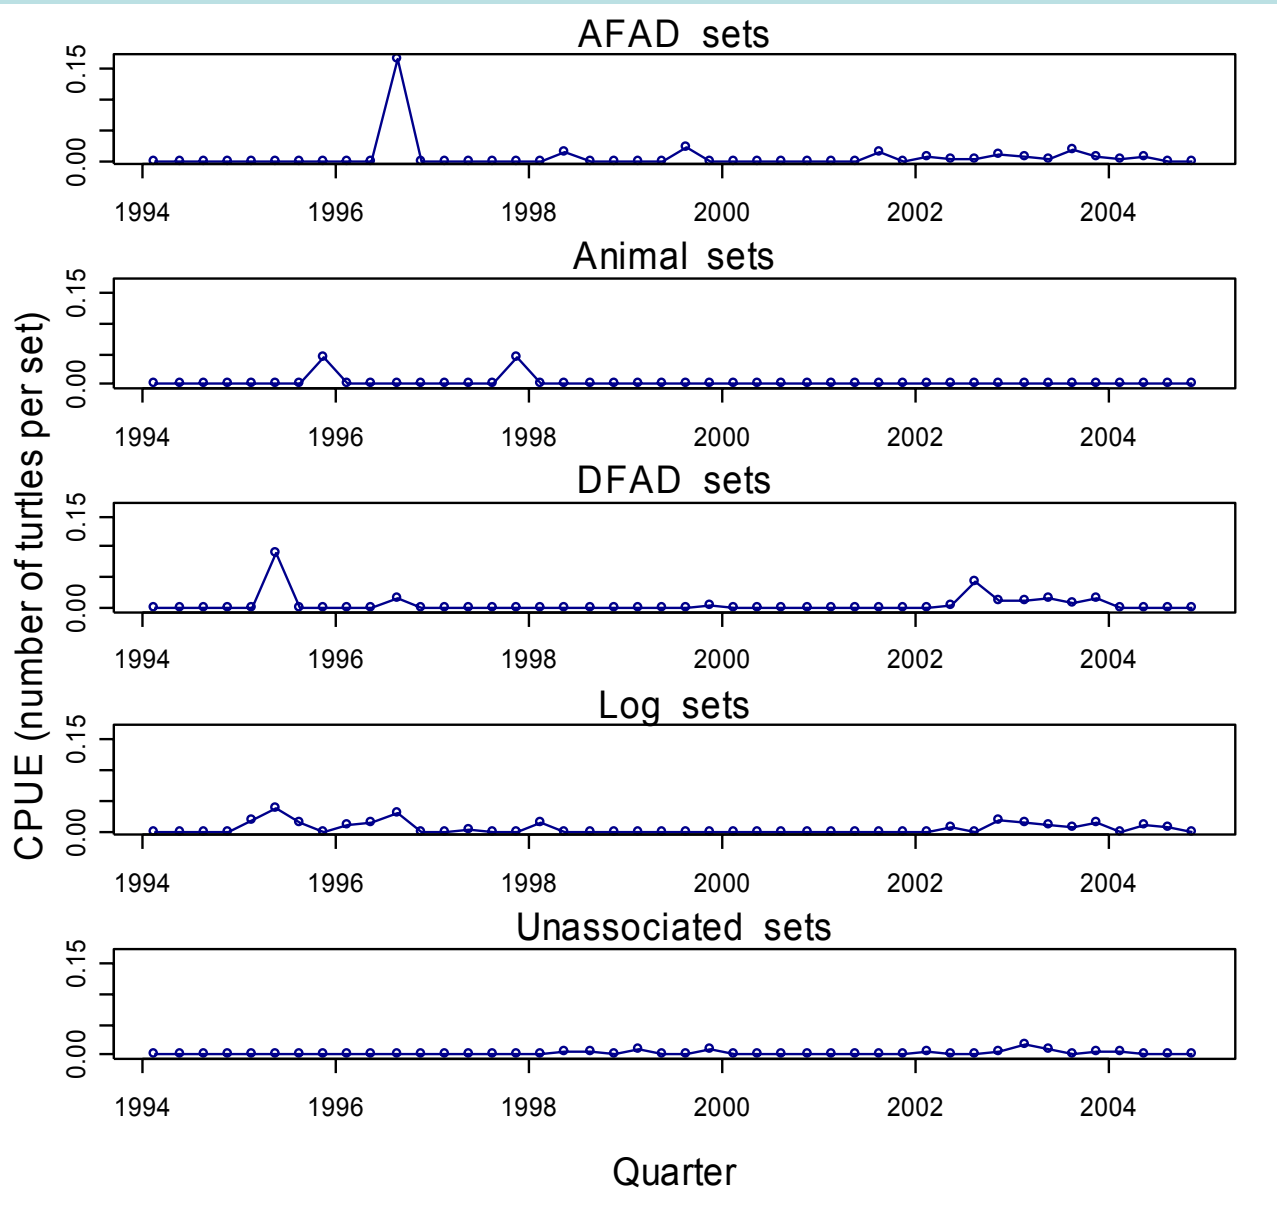 AFAD sets
0.15
0.00
1994 1996 1998 2000 2002 2004
Animal sets
0.15
0.00
1994 1996 1998 2000 2002 2004
DFAD sets
0.15
0.00
1994 1996 1998 2000 2002 2004
Log sets
0.15
0.00
1994 1996 1998 2000 2002 2004
Unassociated sets
0.15
0.00
1994 1996 1998 2000 2002 2004
CPUE (number of turtles per set)
Quarter